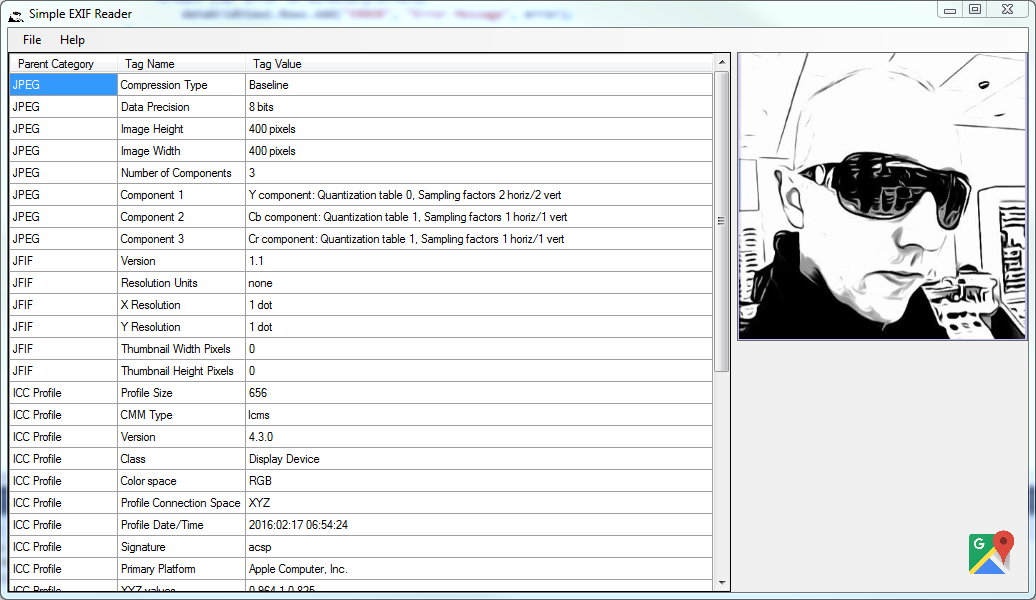 Simple EXIF Reader
File Help
Parent Category Tag Name Tag Value
JPEG Compression Type Baseline
JPEG Data Precision 8 bits
JPEG Image Height 400 pixels
JPEG Image Width 400 pixels
JPEG Number of Components 3
JPEG Component 1 Y component: Quantization table 0, Sampling factors 2 horiz/2 vert
JPEG Component 2 Cb component: Quantization table 1, Sampling factors 1 horiz/1 vert
JPEG Component 3 Cr component: Quantization table 1, Sampling factors 1 horiz/1 vert
JFIF Version 1.1
JFIF Resolution Units none
JFIF X Resolution 1 dot
JFIF Y Resolution 1 dot
JFIF Thumbnail Width Pixels 0
JFIF Thumbnail Height Pixels 0
ICC Profile Profile Size 656
ICC Profile CMM Type lcms
ICC Profile Version 4.3.0
ICC Profile Class Display Device
ICC Profile Color space RGB
ICC Profile Profile Connection Space XYZ
ICC Profile Profile Date/Time 2016:02:17 06:54:24
ICC Profile Signature acsp
ICC Profile Primary Platform Apple Computer, Inc.
ICC Profile XYZ values
G